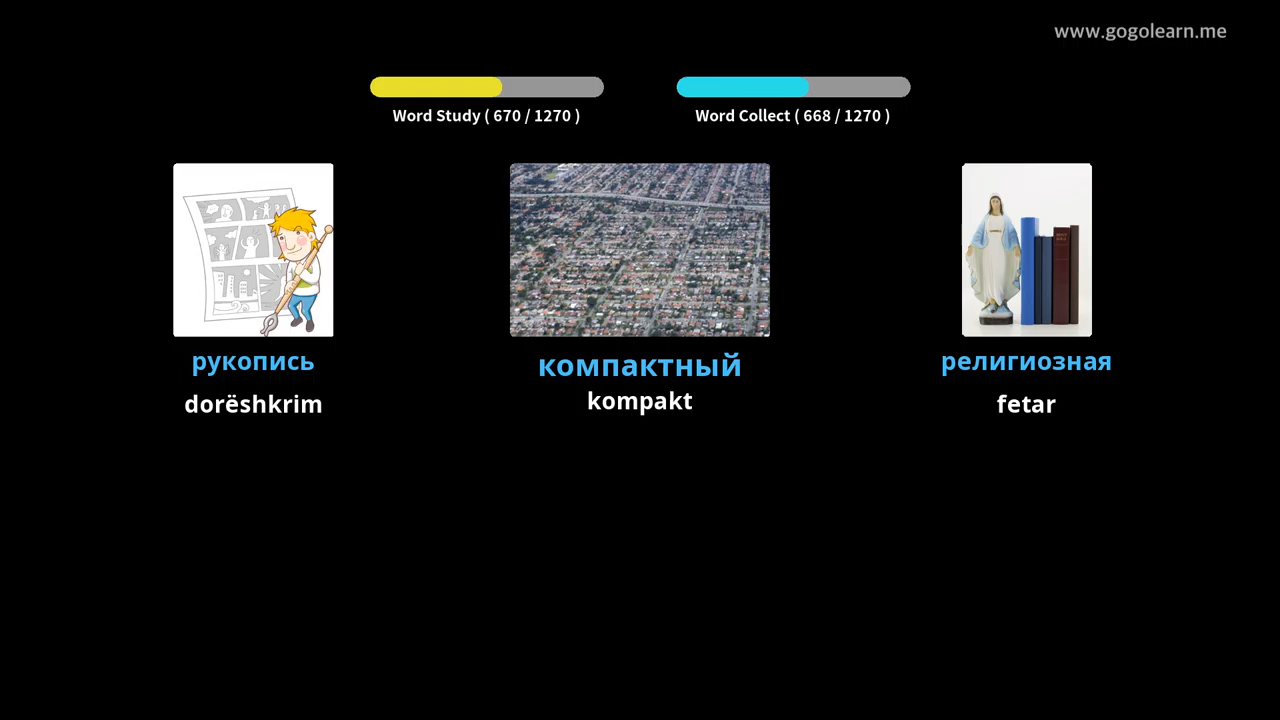 www.gogolearn.me
Word Study ( 670 / 1270 )
Word Collect ( 668 / 1270 )
рукопись
dorëshkrim
компактный
kompakt
религиозная
fetar